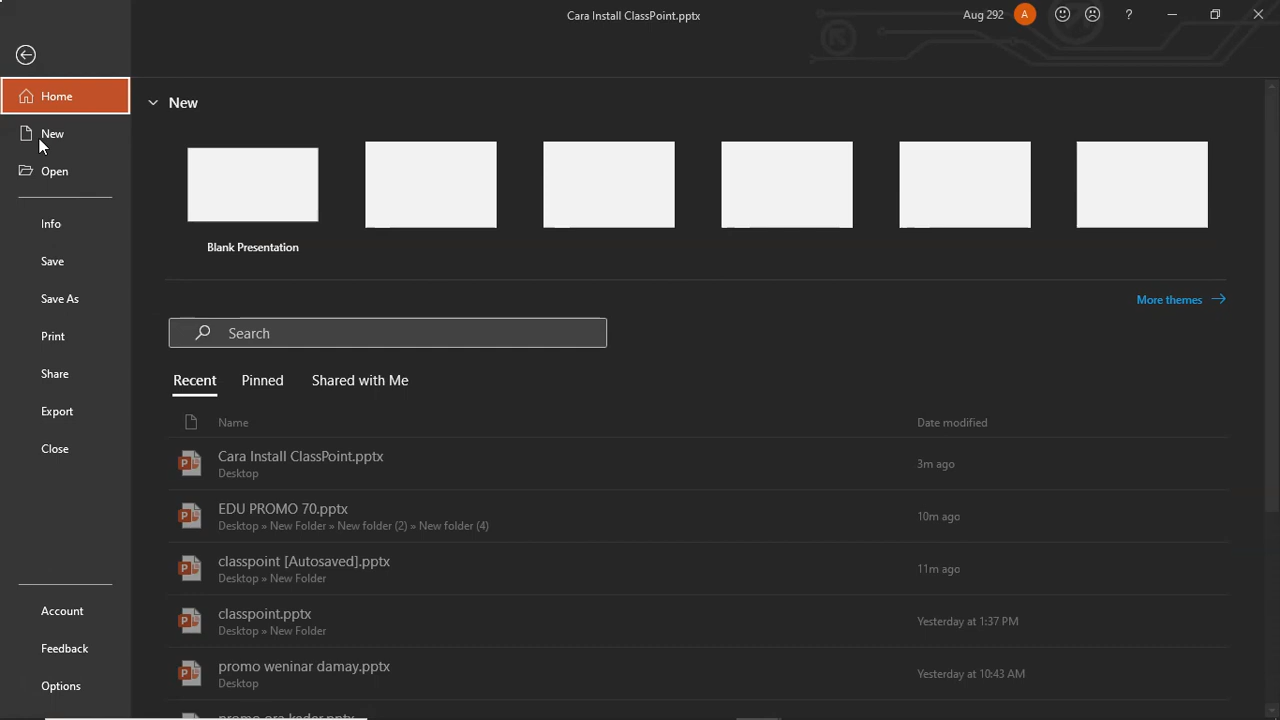 Cara Install ClassPoint.pptx
Aug 292
A
?
Home
New
Open
Info
Save
Save As
Print
Share
Export
Close
Account
Feedback
Options
New
Blank Presentation
More themes
Search
Recent Pinned Shared with Me
Name Date modified
Cara Install ClassPoint.pptx
Desktop
3m ago
EDU PROMO 70.pptx
Desktop » New Folder » New folder (2) » New folder (4)
10m ago
classpoint [Autosaved].pptx
Desktop » New Folder
11m ago
classpoint.pptx
Desktop » New Folder
Yesterday at 1:37 PM
promo weninar damay.pptx
Desktop
Yesterday at 10:43 AM